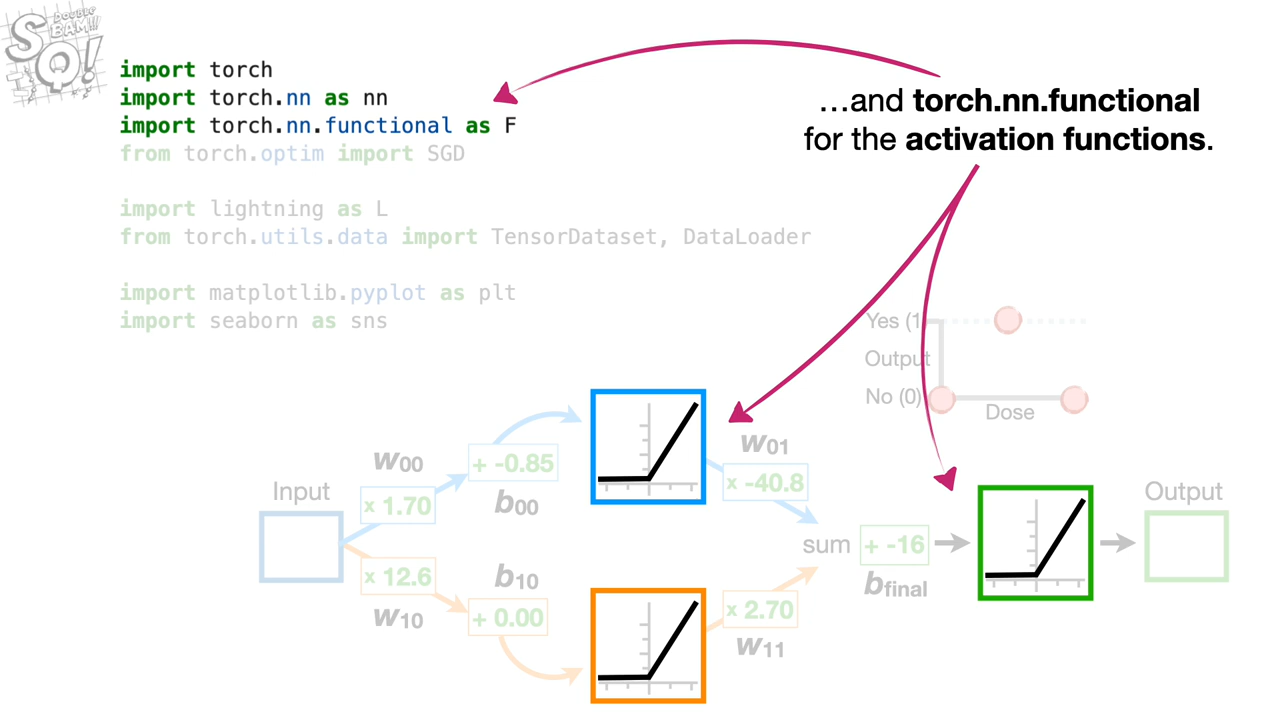 DOUBLE
BAM!!!
SQ!
import torch
import torch.nn as nn
import torch.nn.functional as F
from torch.optim import SGD
import lightning as L
from torch.utils.data import TensorDataset, DataLoader
import matplotlib.pyplot as plt
import seaborn as sns
…and torch.nn.functional
for the activation functions.
Yes (1
Output
No (0)
Dose
Input
w00
x 1.70
+ -0.85
b00
w01
x -40.8
x 12.6
w10
b10
+ 0.00
x 2.70
w11
sum
+ -16
bfinal
Output